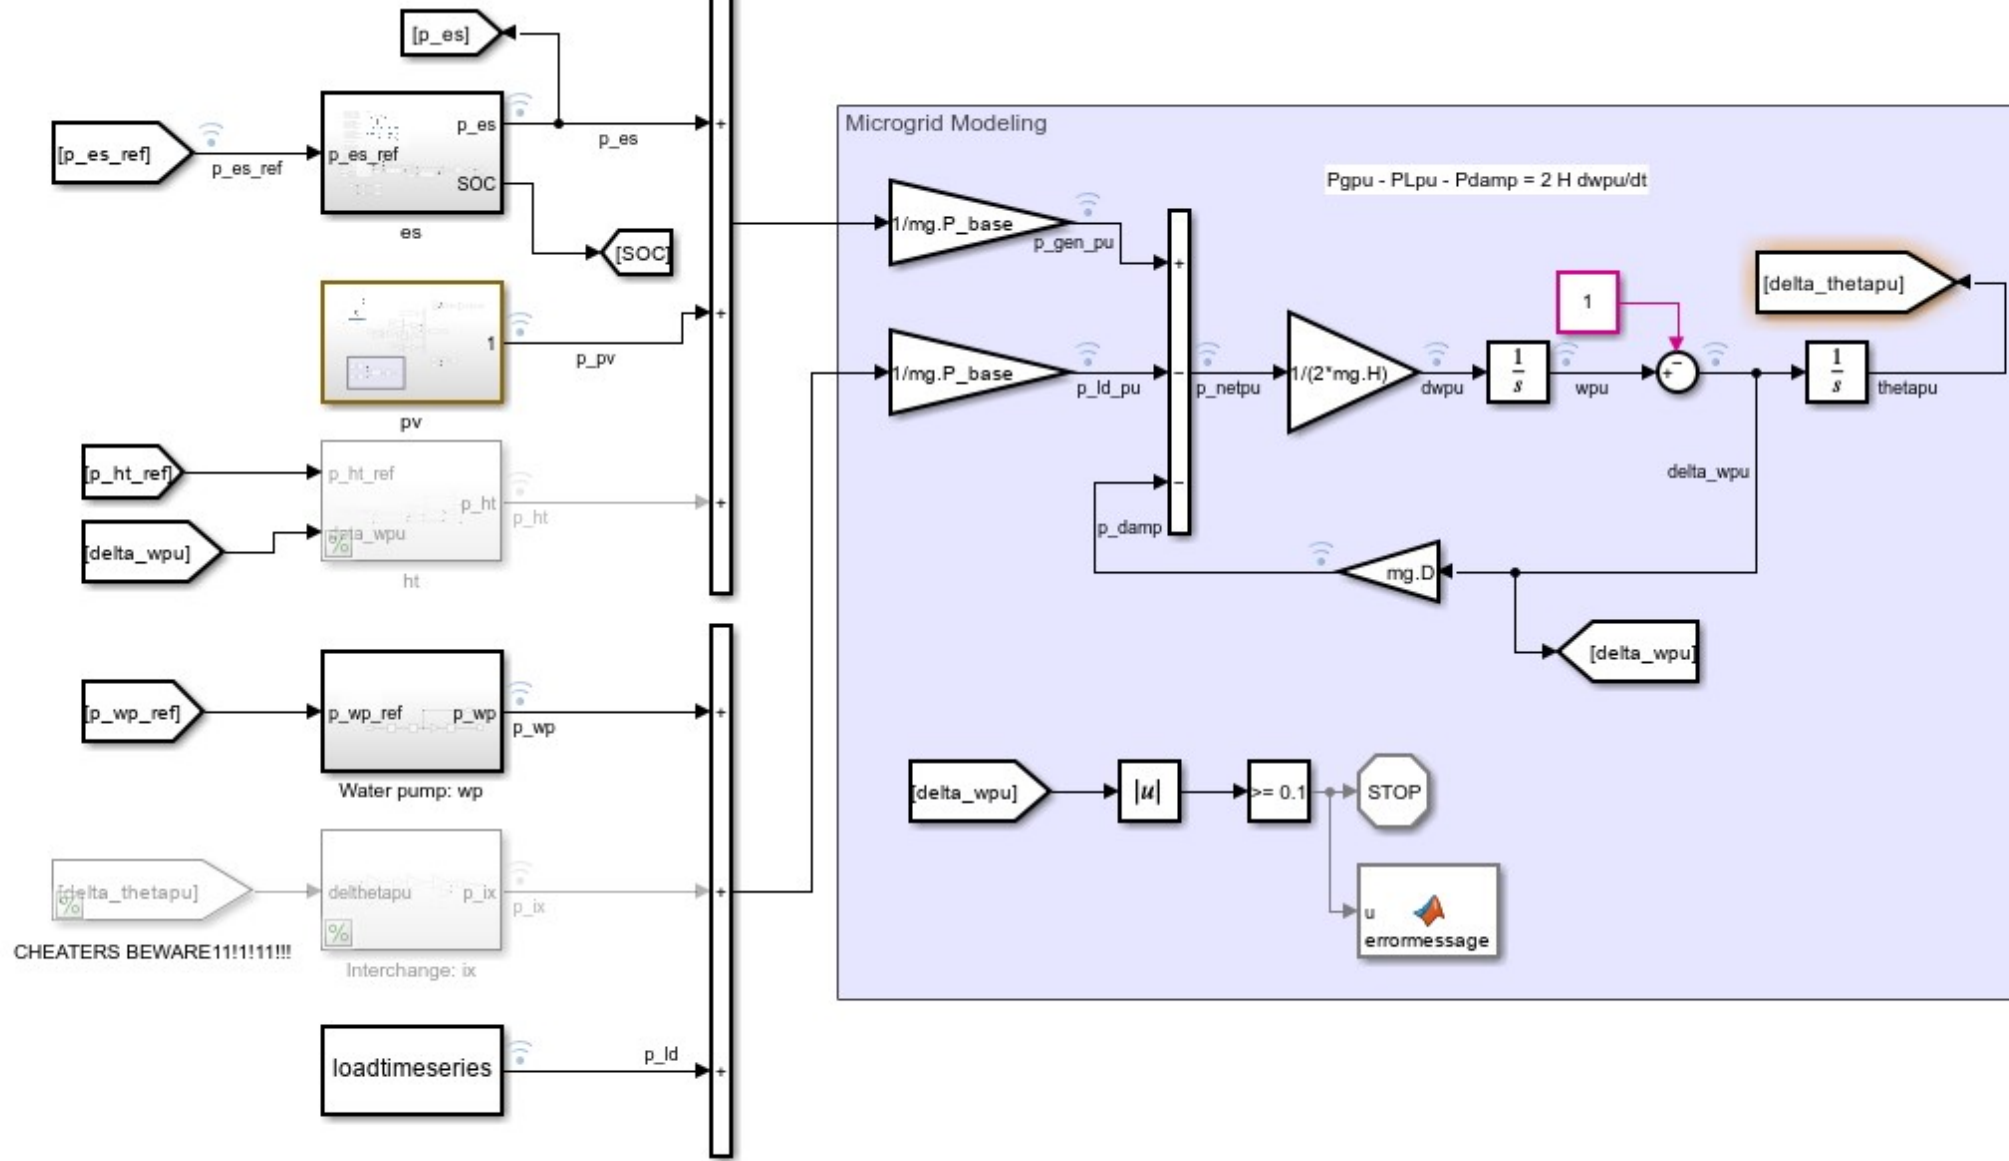 [p_es]
[p_es_ref]
p_es_ref
p_es_ref
p_es
SOC
es
p_es
[SOC]
1
pv
p_pv
[p_ht_ref]
[delta_wpu]
p_ht_ref
delta_wpu
p_ht
ht
p_ht
+
+
+
[p_wp_ref]
p_wp_ref
p_wp
Water pump: wp
p_wp
[delta_thetapu]
CHEATERS BEWARE11!1!11!!!
delthetapu
p_ix
Interchange: ix
p_ix
loadtimeseries
p_ld
+
+
+
Microgrid Modeling
Pgpu - PLpu - Pdamp = 2 H dwpu/dt
1/mg.P_base
p_gen_pu
1/mg.P_base
p_ld_pu
+
−
−
p_netpu
1/(2*mg.H)
dwpu
1
s
wpu
1
−
+
1
s
thetapu
[delta_thetapu]
delta_wpu
p_damp
mg.D
[delta_wpu]
[delta_wpu]
|u|
>= 0.1
STOP
u
errormessage